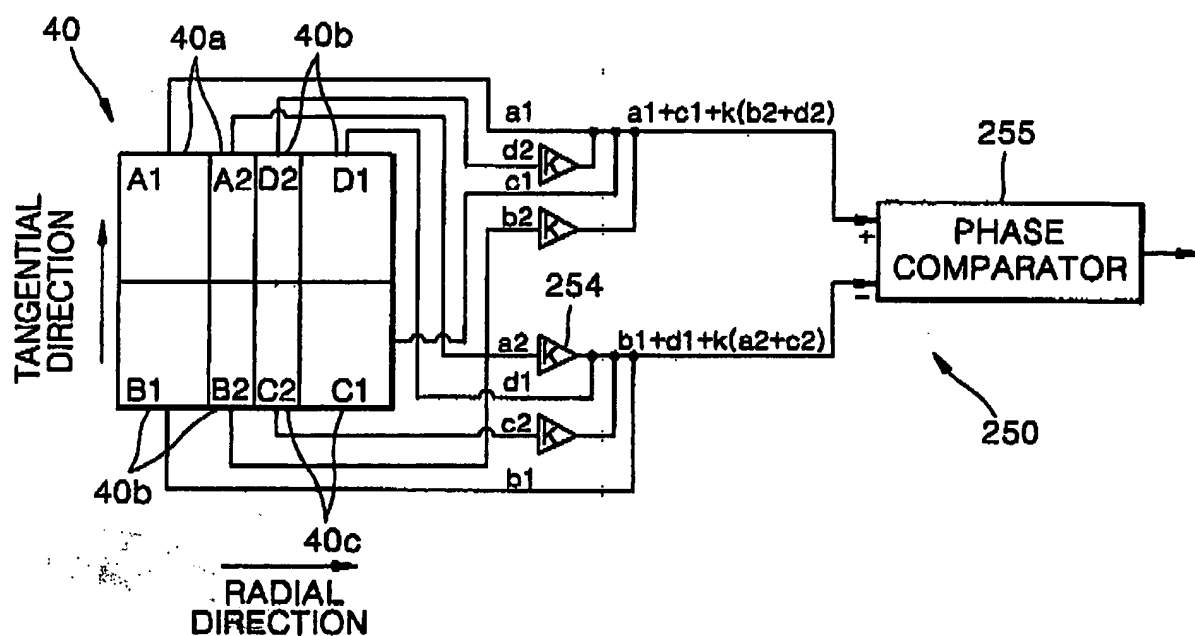 40
40a
40b
a1
a1+c1+k(b2+d2)
d2
K
c1
255
A1
A2
D2
D1
b2
K
PHASE
COMPARATOR
+
−
TANGENTIAL
DIRECTION
254
a2
K
b1+d1+k(a2+c2)
d1
B1
B2
C2
C1
c2
K
250
b1
40b
40c
RADIAL
DIRECTION